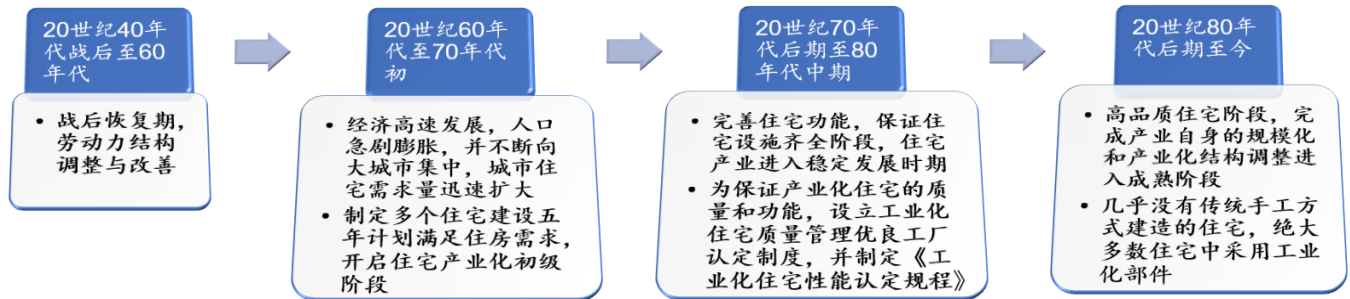 20世纪40年
代战后至60
年代
• 战后恢复期，
劳动力结构
调整与改善
20世纪60年
代至70年代
初
• 经济高速发展，人口
急剧膨胀，并不断向
大城市集中，城市住
宅需求量迅速扩大
• 制定多个住宅建设五
年计划满足住房需求，
开启住宅产业化初级
阶段
20世纪70年
代后期至80
年代中期
• 完善住宅功能，保证住
宅设施齐全阶段，住宅
产业进入稳定发展时期
• 为保证产业化住宅的质
量和功能，设立工业化
住宅质量管理优良工厂
认定制度，并制定《工
业化住宅性能认定规程》
20世纪80年
代后期至今
• 高品质住宅阶段，完
成产业自身的规模化
和产业化结构调整进
入成熟阶段
• 几乎没有传统手工方
式建造的住宅，绝大
多数住宅中采用工业
化部件